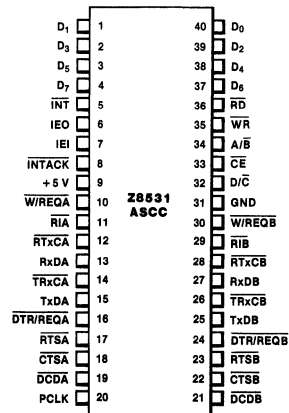 D1 1 40 D0
D3 2 39 D2
D5 3 38 D4
D7 4 37 D6
INT 5 36 RD
IEO 6 35 WR
IEI 7 34 A/B
INTACK 8 33 CE
+5 V 9 32 D/C
Z8531
ASCC
31 GND
W/REQA 10 30 W/REQB
RIA 11 29 RIB
RTxCA 12 28 RTxCB
RxDA 13 27 RxDB
TRxCA 14 26 TRxCB
TxDA 15 25 TxDB
DTR/REQA 16 24 DTR/REQB
RTSA 17 23 RTSB
CTSA 18 22 CTSB
DCDA 19 21 DCDB
PCLK 20